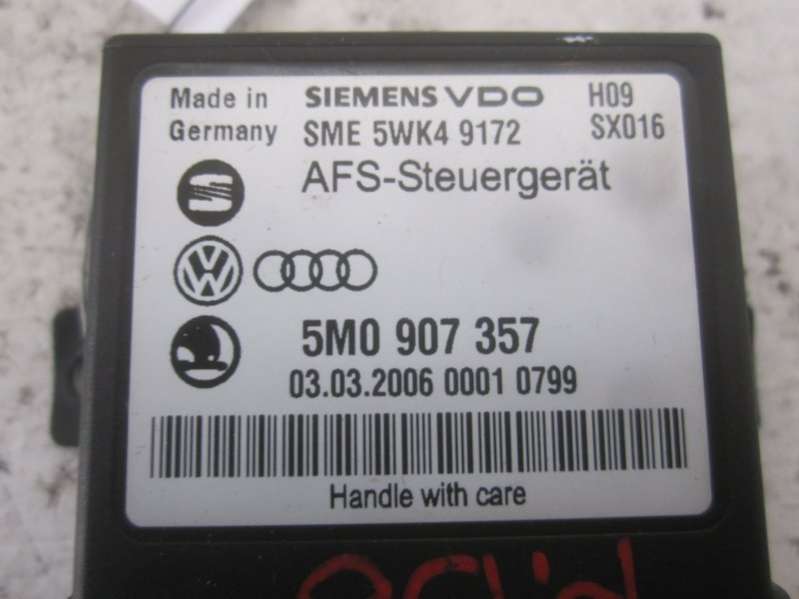 Made in SIEMENS VDO H09
Germany SME 5WK4 9172 SX016
AFS-Steuergerät
5M0 907 357
03.03.2006 0001 0799
Handle with care